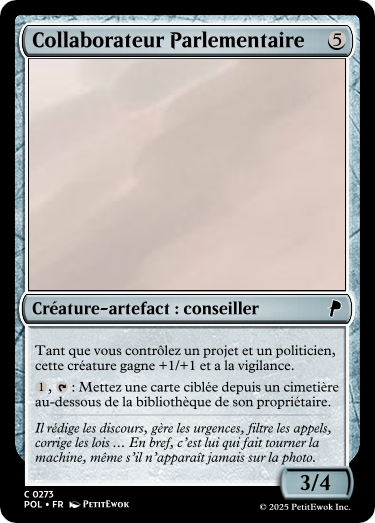 Collaborateur Parlementaire 5
Créature-artefact : conseiller
Tant que vous contrôlez un projet et un politicien,
cette créature gagne +1/+1 et a la vigilance.
1, : Mettez une carte ciblée depuis un cimetière
au-dessous de la bibliothèque de son propriétaire.
Il rédige les discours, gère les urgences, filtre les appels,
corrige les lois ... En bref, c'est lui qui fait tourner la
machine, même s'il n'apparaît jamais sur la photo.
3/4
C 0273
POL • FR PetitEwok
© 2025 PetitEwok Inc.